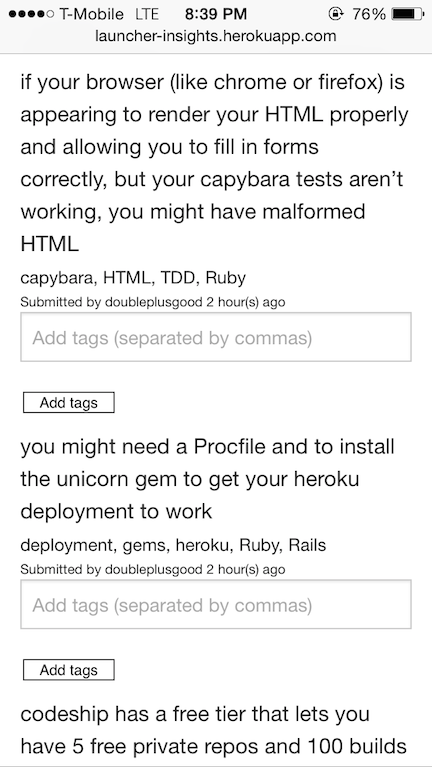 T-Mobile LTE 8:39 PM 76%
launcher-insights.herokuapp.com
if your browser (like chrome or firefox) is
appearing to render your HTML properly
and allowing you to fill in forms
correctly, but your capybara tests aren’t
working, you might have malformed
HTML
capybara, HTML, TDD, Ruby
Submitted by doubleplusgood 2 hour(s) ago
Add tags (separated by commas)
Add tags
you might need a Procfile and to install
the unicorn gem to get your heroku
deployment to work
deployment, gems, heroku, Ruby, Rails
Submitted by doubleplusgood 2 hour(s) ago
Add tags (separated by commas)
Add tags
codeship has a free tier that lets you
have 5 free private repos and 100 builds